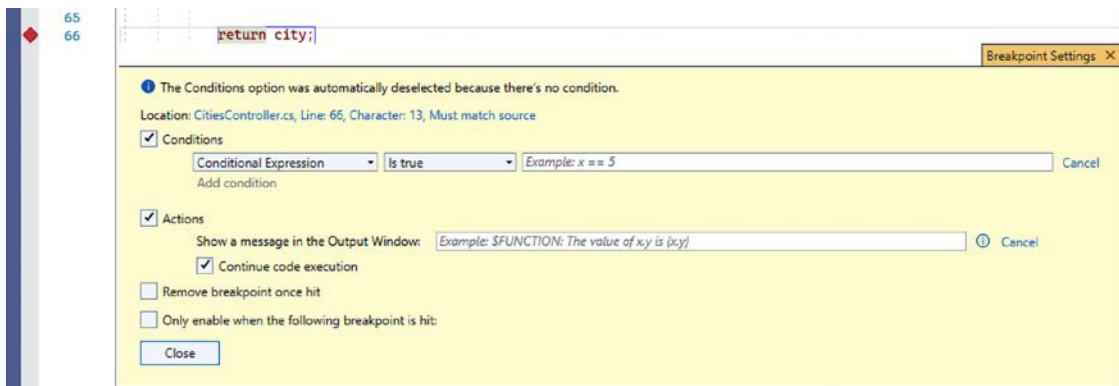 65
66
return city;
Breakpoint Settings ×
The Conditions option was automatically deselected because there's no condition.
Location: CitiesController.cs, Line: 66, Character: 13, Must match source
Conditions
Conditional Expression Is true Example: x == 5 Cancel
Add condition
Actions
Show a message in the Output Window: Example: $FUNCTION: The value of x.y is {x.y} Cancel
Continue code execution
Remove breakpoint once hit
Only enable when the following breakpoint is hit:
Close